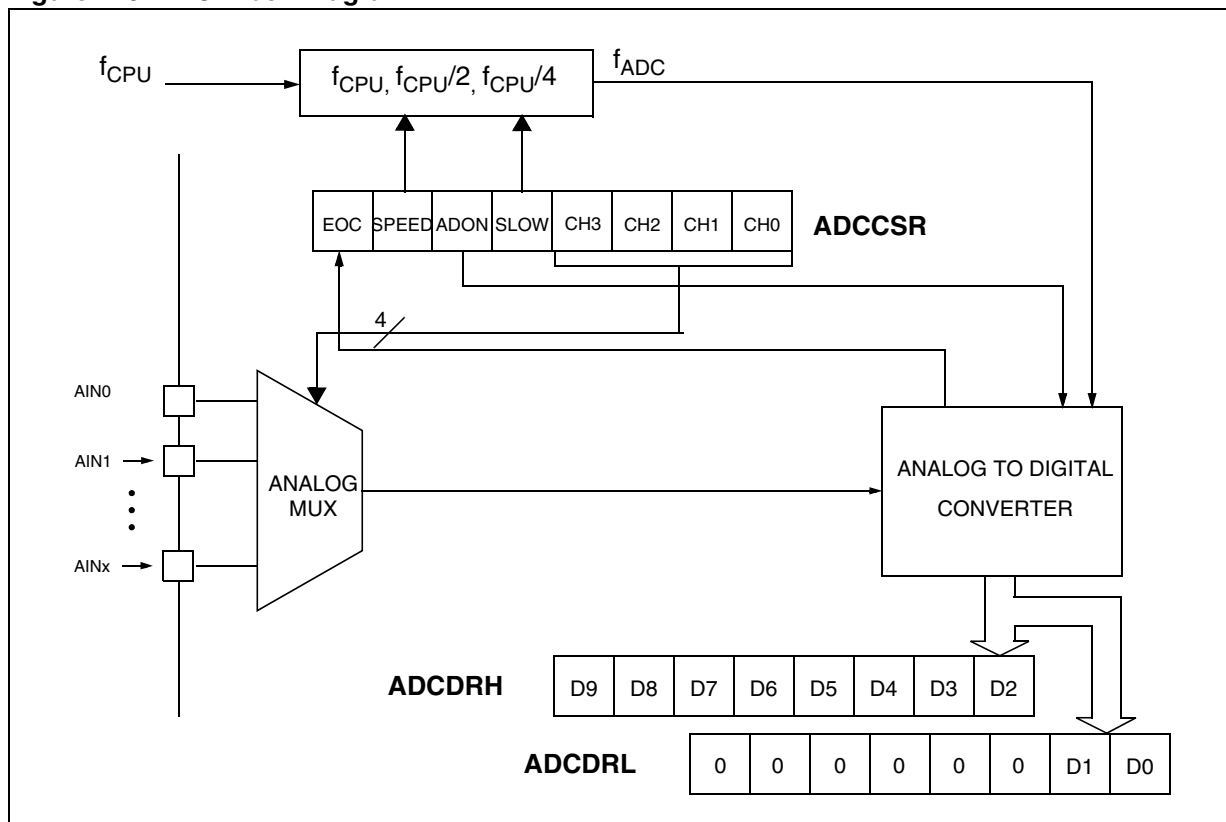 fCPU
fCPU, fCPU/2, fCPU/4
fADC
EOC SPEED ADON SLOW CH3 CH2 CH1 CH0
ADCCSR
4
AIN0
AIN1
AINx
ANALOG
MUX
ANALOG TO DIGITAL
CONVERTER
ADCDRH
D9 D8 D7 D6 D5 D4 D3 D2
ADCDRL
0 0 0 0 0 0 D1 D0